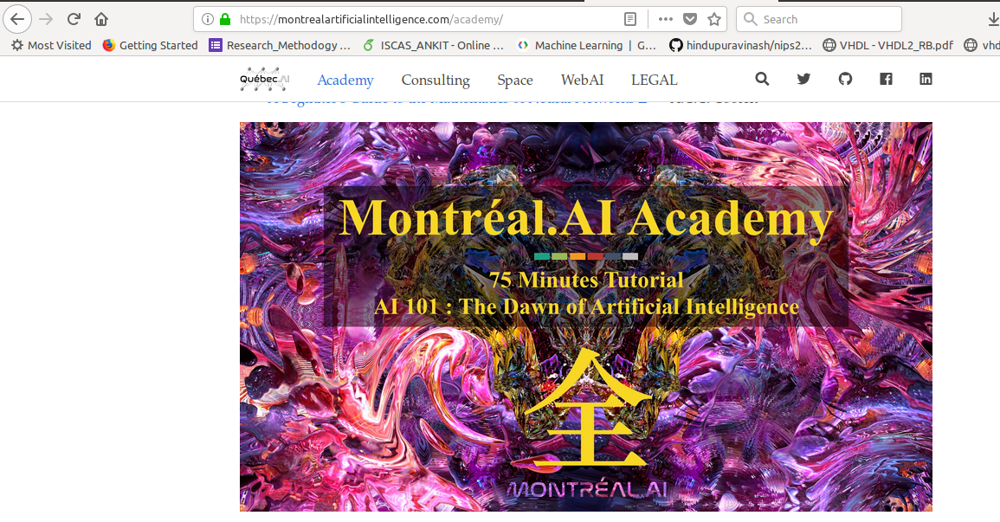 https://montrealartificialintelligence.com/academy/
Search
Most Visited
Getting Started
Research_Methodogy ...
ISCAS_ANKIT - Online ...
Machine Learning | G...
hindupuravinash/nips2...
VHDL - VHDL2_RB.pdf
vhd
Québec.AI
Academy
Consulting
Space
WebAI
LEGAL
Montréal.AI Academy
75 Minutes Tutorial
AI 101 : The Dawn of Artificial Intelligence
全
MONTRÉAL.AI